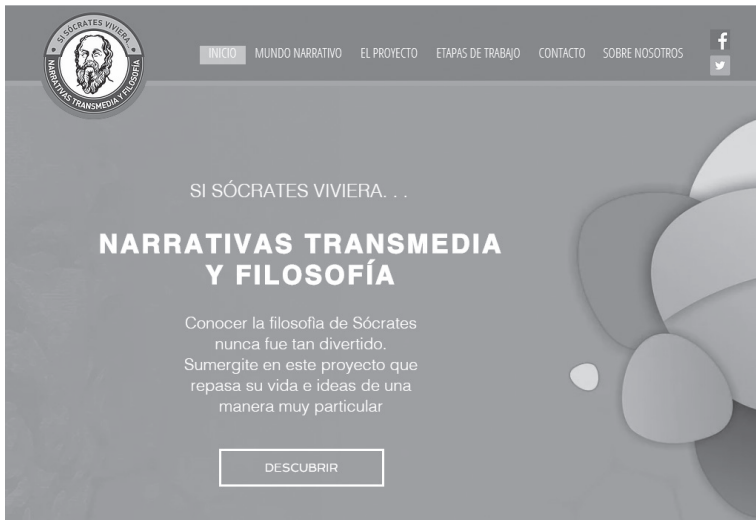 SI SÓCRATES VIVIERA...
NARRATIVAS TRANSMEDIA Y FILOSOFÍA
INICIO MUNDO NARRATIVO EL PROYECTO ETAPAS DE TRABAJO CONTACTO SOBRE NOSOTROS
f
SI SÓCRATES VIVIERA. . .
NARRATIVAS TRANSMEDIA
Y FILOSOFÍA
Conocer la filosofìa de Sócrates
nunca fue tan divertido.
Sumergite en este proyecto que
repasa su vida e ideas de una
manera muy particular
DESCUBRIR